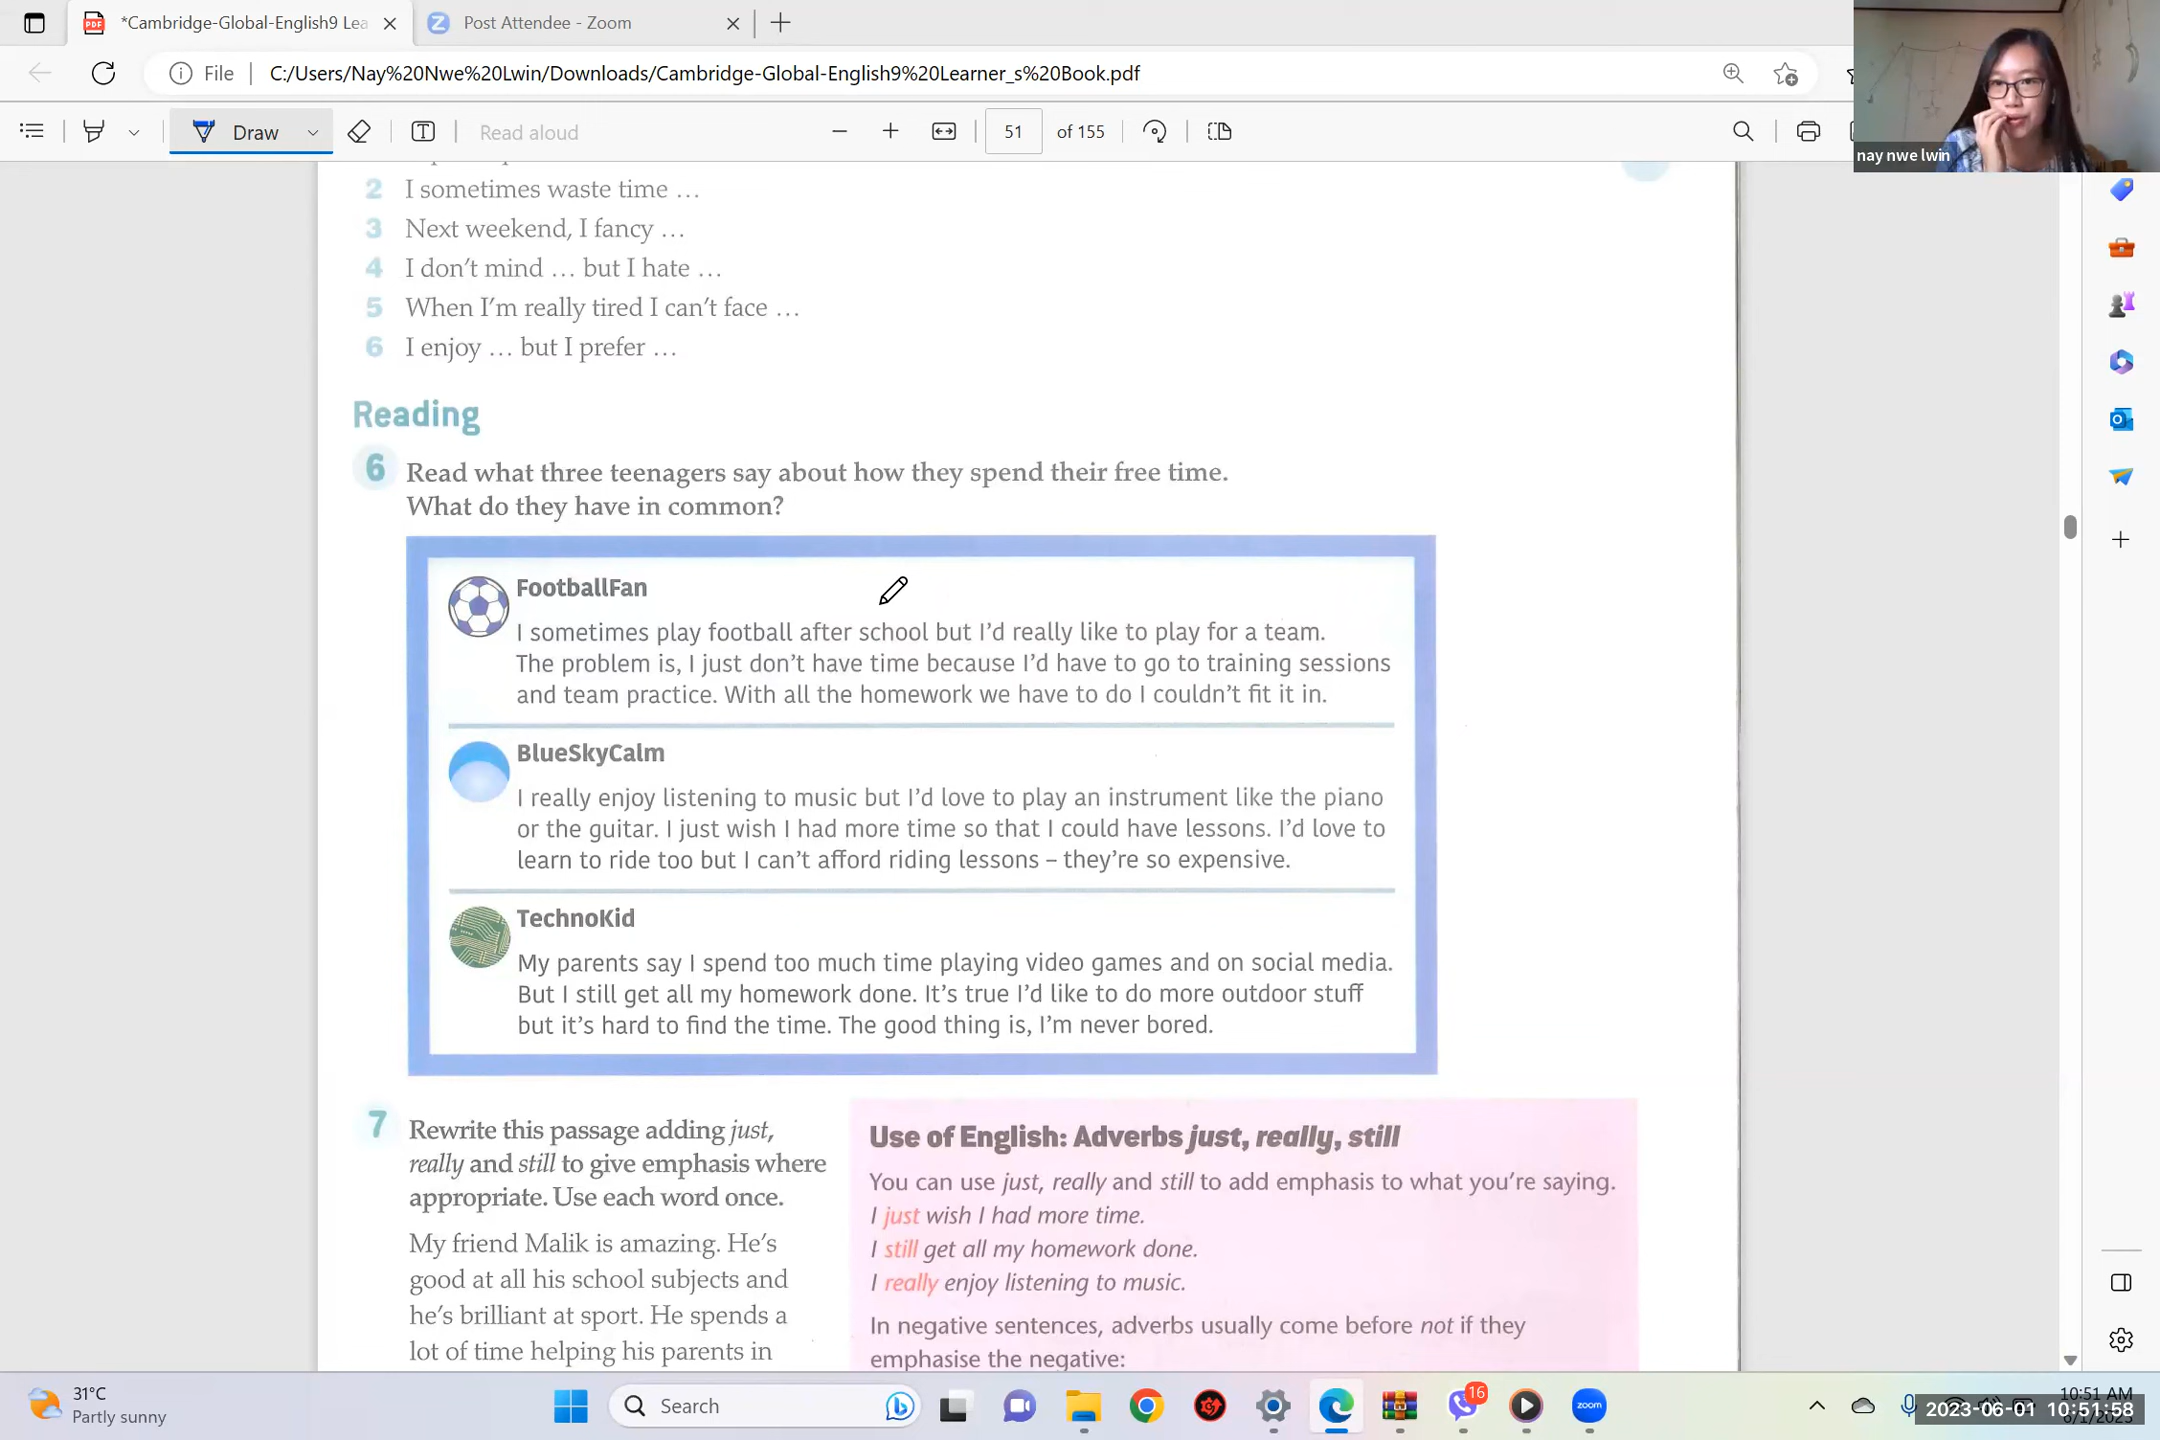 *Cambridge-Global-English9 Lea
Post Attendee - Zoom
File
C:/Users/Nay%20Nwe%20Lwin/Downloads/Cambridge-Global-English9%20Learner_s%20Book.pdf
Draw
Read aloud
51 of 155
nay nwe lwin
2 I sometimes waste time …
3 Next weekend, I fancy …
4 I don't mind … but I hate …
5 When I'm really tired I can't face …
6 I enjoy … but I prefer …
Reading
6 Read what three teenagers say about how they spend their free time.
What do they have in common?
FootballFan
I sometimes play football after school but I'd really like to play for a team.
The problem is, I just don't have time because I'd have to go to training sessions
and team practice. With all the homework we have to do I couldn't fit it in.
BlueSkyCalm
I really enjoy listening to music but I'd love to play an instrument like the piano
or the guitar. I just wish I had more time so that I could have lessons. I'd love to
learn to ride too but I can't afford riding lessons – they're so expensive.
TechnoKid
My parents say I spend too much time playing video games and on social media.
But I still get all my homework done. It's true I'd like to do more outdoor stuff
but it's hard to find the time. The good thing is, I'm never bored.
7 Rewrite this passage adding just,
really and still to give emphasis where
appropriate. Use each word once.
My friend Malik is amazing. He's
good at all his school subjects and
he's brilliant at sport. He spends a
lot of time helping his parents in
Use of English: Adverbs just, really, still
You can use just, really and still to add emphasis to what you're saying.
I just wish I had more time.
I still get all my homework done.
I really enjoy listening to music.
In negative sentences, adverbs usually come before not if they
emphasise the negative:
31°C
Partly sunny
Search
16
zoom
10:51 AM
2023-06-01 10:51:58